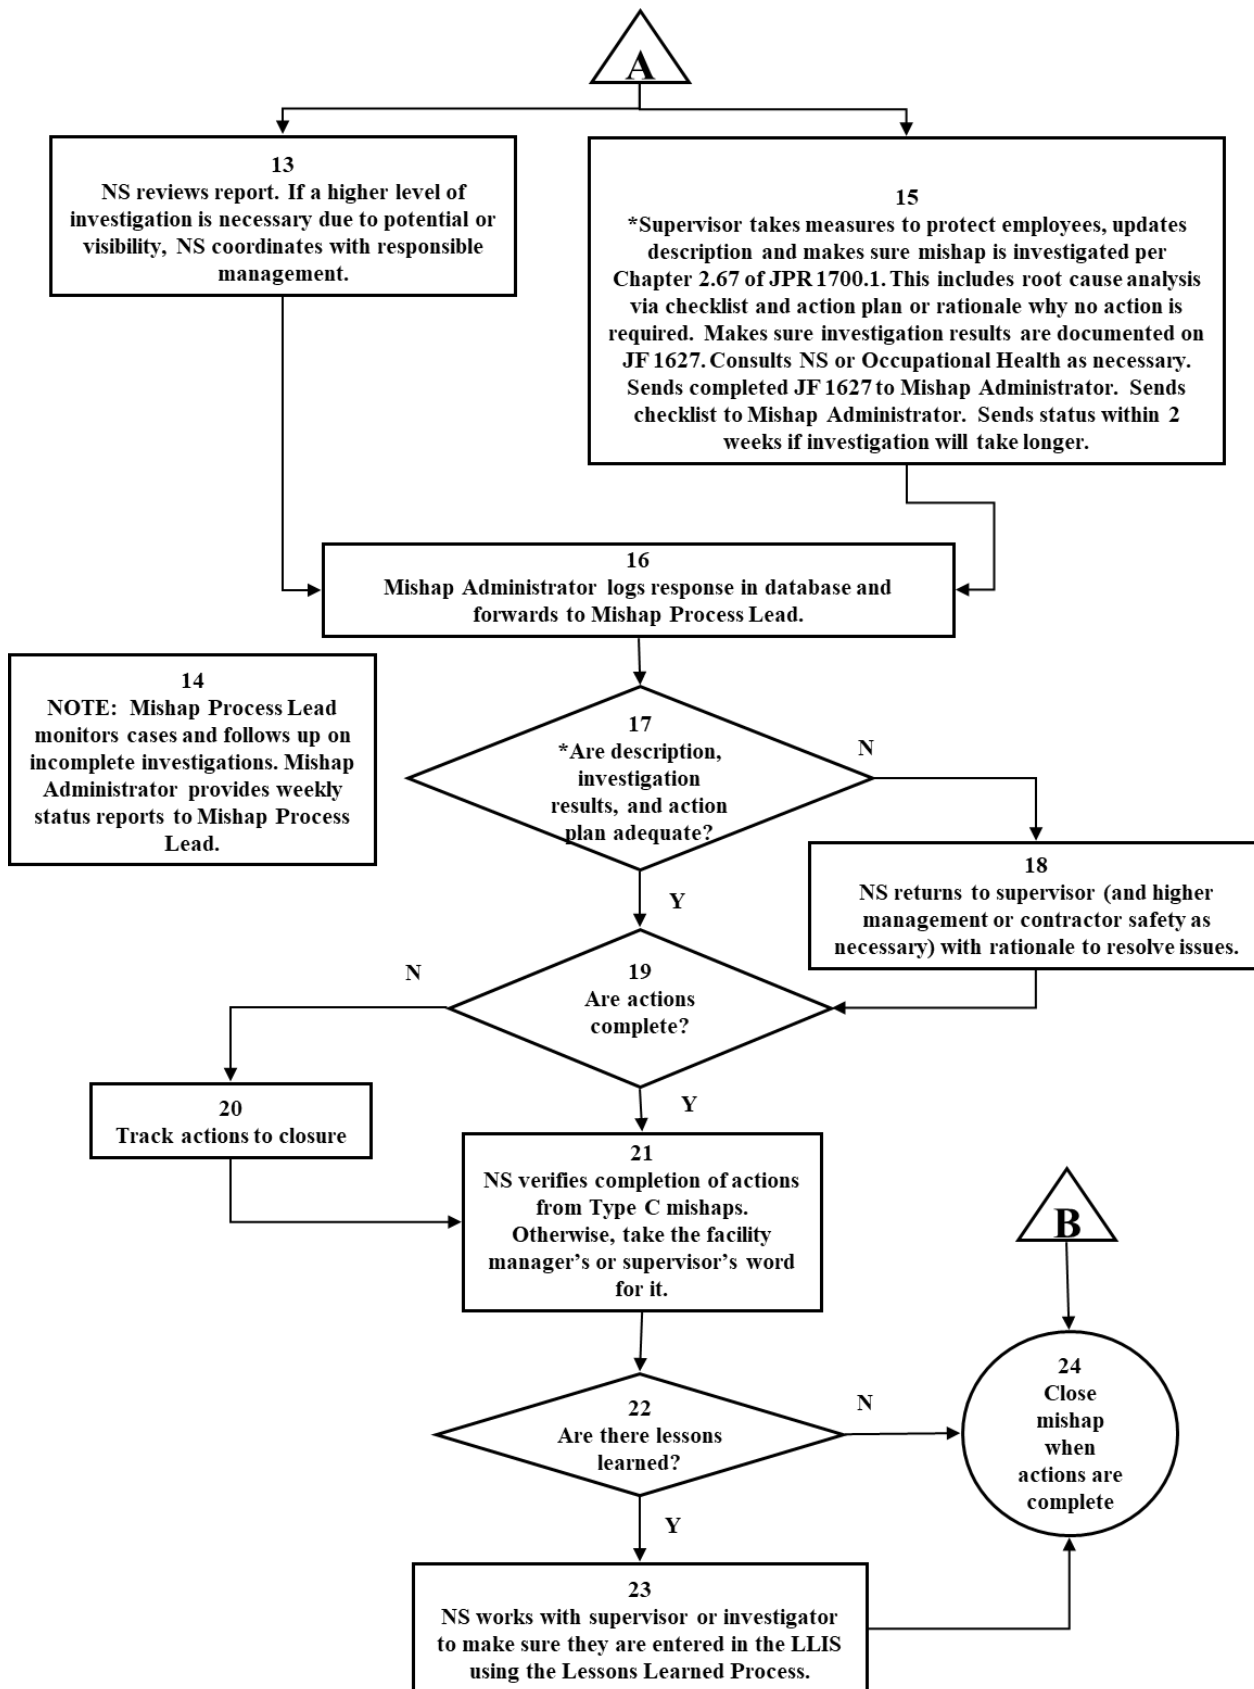 A
13
NS reviews report. If a higher level of
investigation is necessary due to potential or
visibility, NS coordinates with responsible
management.
15
*Supervisor takes measures to protect employees, updates
description and makes sure mishap is investigated per
Chapter 2.67 of JPR 1700.1. This includes root cause analysis
via checklist and action plan or rationale why no action is
required. Makes sure investigation results are documented on
JF 1627. Consults NS or Occupational Health as necessary.
Sends completed JF 1627 to Mishap Administrator. Sends
checklist to Mishap Administrator. Sends status within 2
weeks if investigation will take longer.
16
Mishap Administrator logs response in database and
forwards to Mishap Process Lead.
14
NOTE: Mishap Process Lead
monitors cases and follows up on
incomplete investigations. Mishap
Administrator provides weekly
status reports to Mishap Process
Lead.
17
*Are description,
investigation
results, and action
plan adequate?
N
Y
18
NS returns to supervisor (and higher
management or contractor safety as
necessary) with rationale to resolve issues.
19
Are actions
complete?
N
Y
20
Track actions to closure
21
NS verifies completion of actions
from Type C mishaps.
Otherwise, take the facility
manager’s or supervisor’s word
for it.
B
22
Are there lessons
learned?
N
Y
24
Close
mishap
when
actions are
complete
23
NS works with supervisor or investigator
to make sure they are entered in the LLIS
using the Lessons Learned Process.